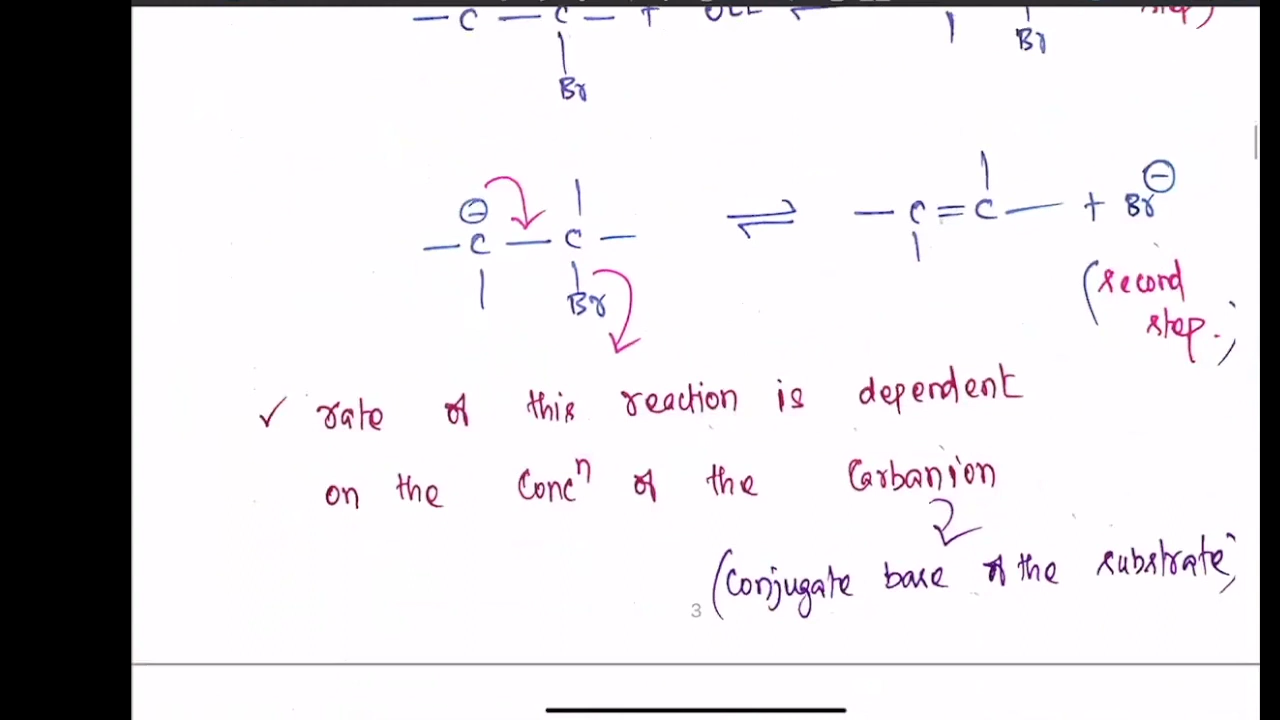 — C — C — +
Br
Br
⊖
— C — C — ⇌ — C = C — + Br ⊖
Br
(second
step.)
✓ rate of this reaction is dependent
on the Concⁿ of the Carbanion
(Conjugate base of the substrate)
3